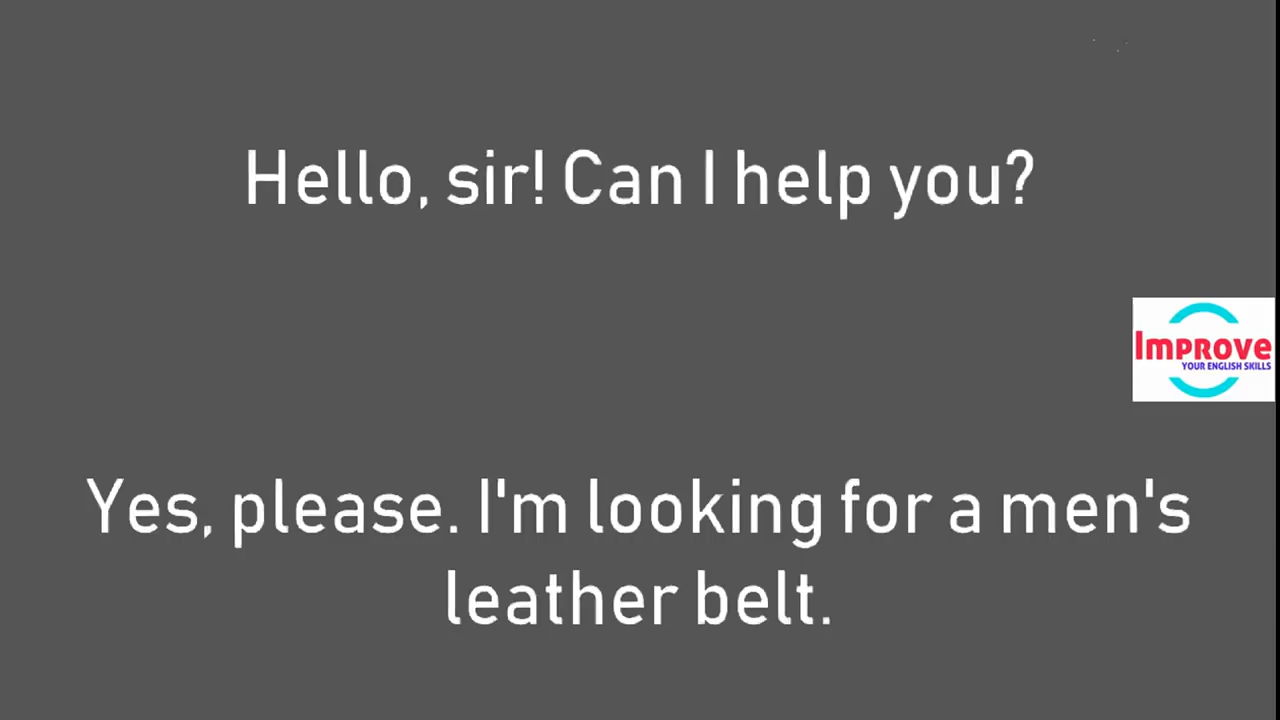 Hello, sir! Can I help you?
Improve
YOUR ENGLISH SKILLS
Yes, please. I'm looking for a men's
leather belt.